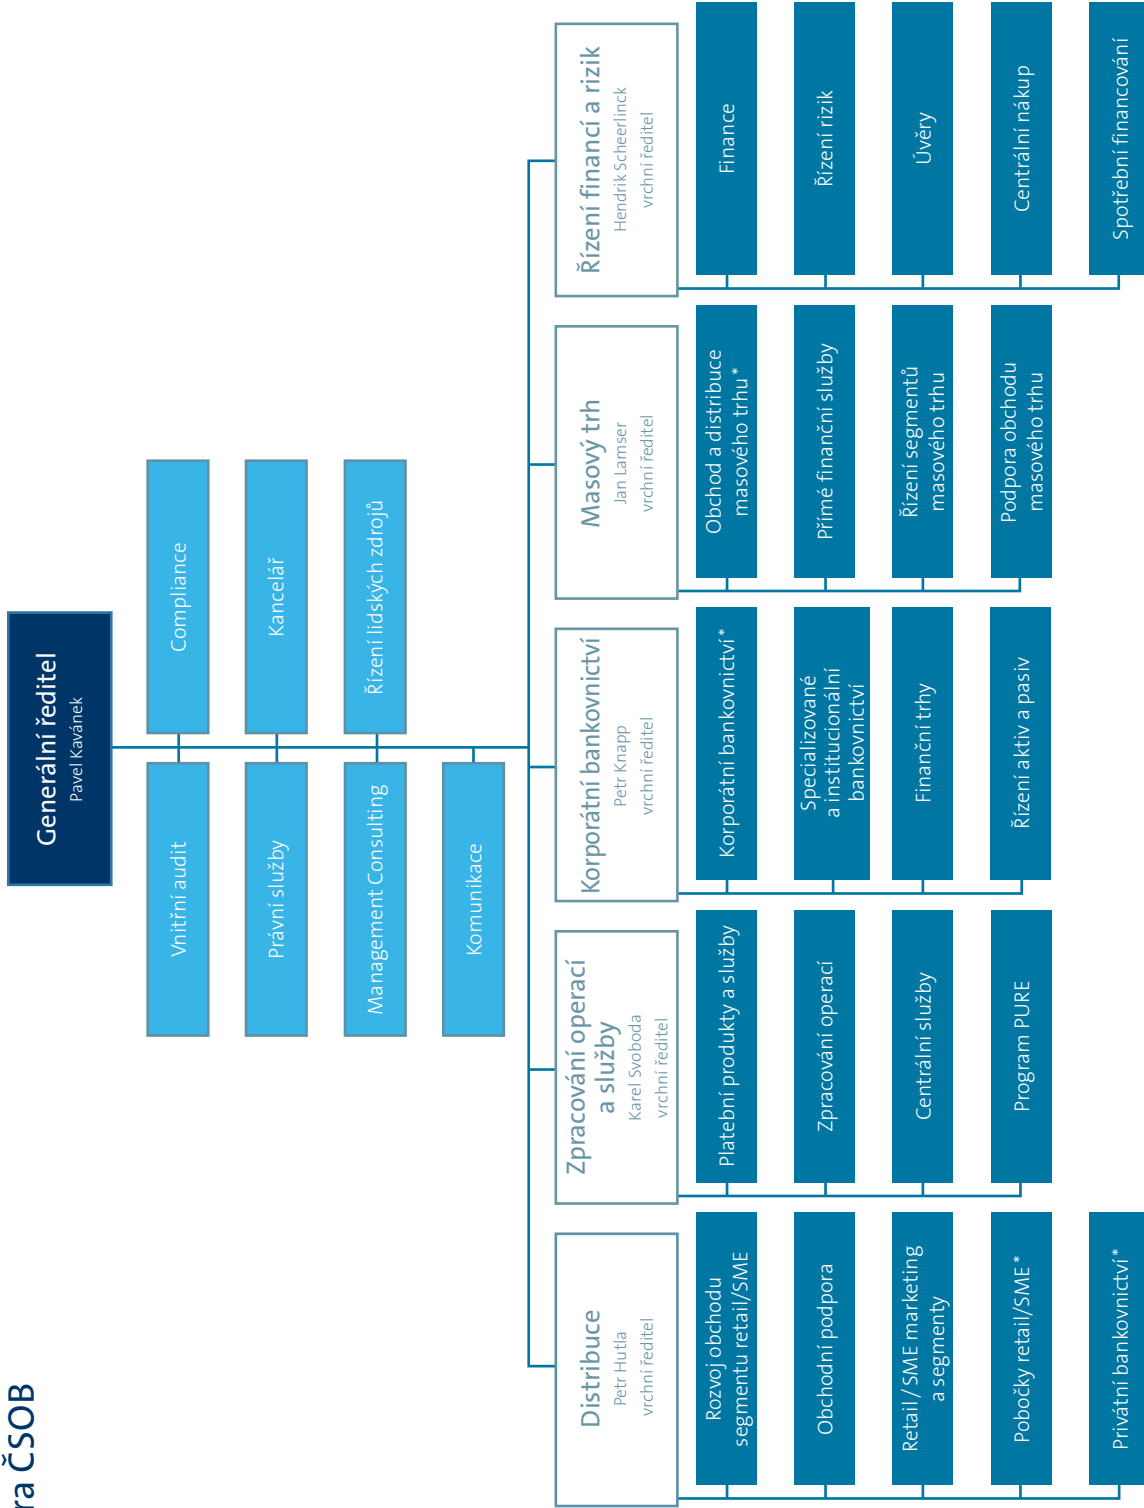 ra ČSOB
Generální ředitel
Pavel Kavánek
Vnitřní audit
Compliance
Právní služby
Kancelář
Management Consulting
Řízení lidských zdrojů
Komunikace
Distribuce
Petr Hutla
vrchní ředitel
Rozvoj obchodu
segmentu retail/SME
Obchodní podpora
Retail / SME marketing
a segmenty
Pobočky retail/SME*
Privátní bankovnictví*
Zpracování operací
a služby
Karel Svoboda
vrchní ředitel
Platební produkty a služby
Zpracování operací
Centrální služby
Program PURE
Korporátní bankovnictví
Petr Knapp
vrchní ředitel
Korporátní bankovnictví*
Specializované
a institucionální
bankovnictví
Finanční trhy
Řízení aktiv a pasiv
Masový trh
Jan Lamser
vrchní ředitel
Obchod a distribuce
masového trhu*
Přímé finanční služby
Řízení segmentů
masového trhu
Podpora obchodu
masového trhu
Řízení financí a rizik
Hendrik Scheerlinck
vrchní ředitel
Finance
Řízení rizik
Úvěry
Centrální nákup
Spotřební financování